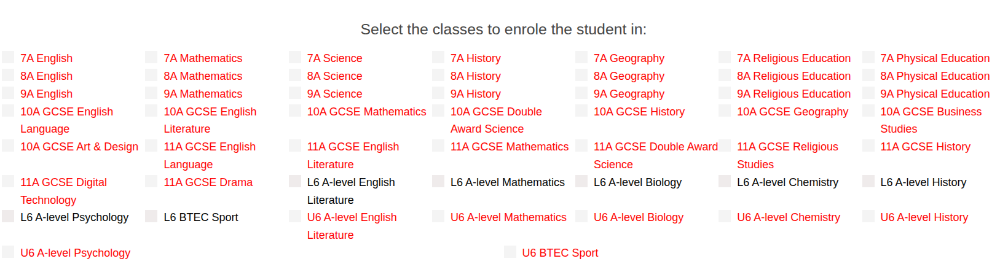 Select the classes to enrole the student in:
7A English 7A Mathematics 7A Science 7A History 7A Geography 7A Religious Education 7A Physical Education
8A English 8A Mathematics 8A Science 8A History 8A Geography 8A Religious Education 8A Physical Education
9A English 9A Mathematics 9A Science 9A History 9A Geography 9A Religious Education 9A Physical Education
10A GCSE English 10A GCSE English 10A GCSE Mathematics 10A GCSE Double 10A GCSE History 10A GCSE Geography 10A GCSE Business
Language Literature Award Science Studies
10A GCSE Art & Design 11A GCSE English 11A GCSE English 11A GCSE Mathematics 11A GCSE Double Award 11A GCSE Religious 11A GCSE History
Language Literature Science Studies
11A GCSE Digital 11A GCSE Drama L6 A-level English L6 A-level Mathematics L6 A-level Biology L6 A-level Chemistry L6 A-level History
Technology Literature
L6 A-level Psychology L6 BTEC Sport U6 A-level English U6 A-level Mathematics U6 A-level Biology U6 A-level Chemistry U6 A-level History
Literature
U6 A-level Psychology U6 BTEC Sport